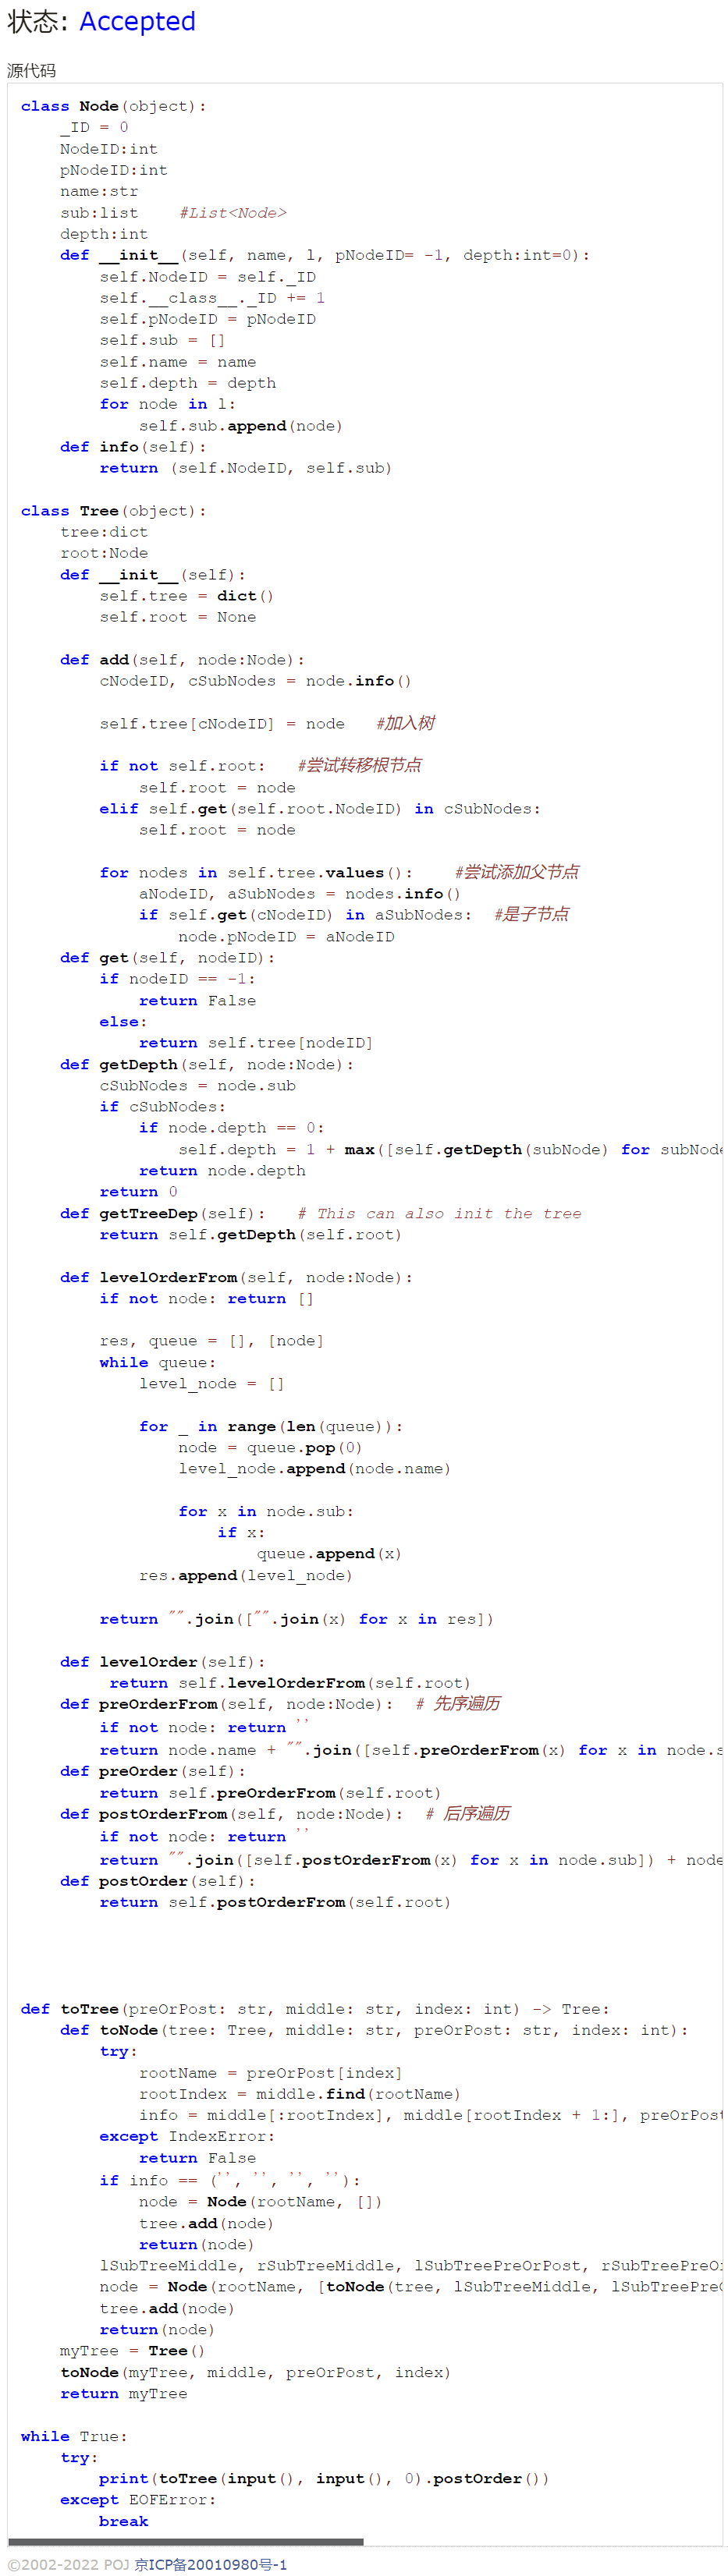 状态: Accepted
源代码
class Node(object):
    _ID = 0
    NodeID:int
    pNodeID:int
    name:str
    sub:list    #List<Node>
    depth:int
    def __init__(self, name, l, pNodeID= -1, depth:int=0):
        self.NodeID = self._ID
        self.__class__._ID += 1
        self.pNodeID = pNodeID
        self.sub = []
        self.name = name
        self.depth = depth
        for node in l:
            self.sub.append(node)
    def info(self):
        return (self.NodeID, self.sub)
class Tree(object):
    tree:dict
    root:Node
    def __init__(self):
        self.tree = dict()
        self.root = None
    def add(self, node:Node):
        cNodeID, cSubNodes = node.info()
        self.tree[cNodeID] = node   #加入树
        if not self.root:   #尝试转移根节点
            self.root = node
        elif self.get(self.root.NodeID) in cSubNodes:
            self.root = node
        for nodes in self.tree.values():    #尝试添加父节点
            aNodeID, aSubNodes = nodes.info()
            if self.get(cNodeID) in aSubNodes:  #是子节点
                node.pNodeID = aNodeID
    def get(self, nodeID):
        if nodeID == -1:
            return False
        else:
            return self.tree[nodeID]
    def getDepth(self, node:Node):
        cSubNodes = node.sub
        if cSubNodes:
            if node.depth == 0:
                self.depth = 1 + max([self.getDepth(subNode) for subNode
            return node.depth
        return 0
    def getTreeDep(self):   # This can also init the tree
        return self.getDepth(self.root)
    def levelOrderFrom(self, node:Node):
        if not node: return []
        res, queue = [], [node]
        while queue:
            level_node = []
            for _ in range(len(queue)):
                node = queue.pop(0)
                level_node.append(node.name)
                for x in node.sub:
                    if x:
                        queue.append(x)
            res.append(level_node)
        return "".join(["".join(x) for x in res])
    def levelOrder(self):
         return self.levelOrderFrom(self.root)
    def preOrderFrom(self, node:Node):  # 先序遍历
        if not node: return ''
        return node.name + "".join([self.preOrderFrom(x) for x in node.s
    def preOrder(self):
        return self.preOrderFrom(self.root)
    def postOrderFrom(self, node:Node):  # 后序遍历
        if not node: return ''
        return "".join([self.postOrderFrom(x) for x in node.sub]) + node
    def postOrder(self):
        return self.postOrderFrom(self.root)
def toTree(preOrPost: str, middle: str, index: int) -> Tree:
    def toNode(tree: Tree, middle: str, preOrPost: str, index: int):
        try:
            rootName = preOrPost[index]
            rootIndex = middle.find(rootName)
            info = middle[:rootIndex], middle[rootIndex + 1:], preOrPost
        except IndexError:
            return False
        if info == ('', '', '', ''):
            node = Node(rootName, [])
            tree.add(node)
            return(node)
        lSubTreeMiddle, rSubTreeMiddle, lSubTreePreOrPost, rSubTreePreOr
        node = Node(rootName, [toNode(tree, lSubTreeMiddle, lSubTreePreO
        tree.add(node)
        return(node)
    myTree = Tree()
    toNode(myTree, middle, preOrPost, index)
    return myTree
while True:
    try:
        print(toTree(input(), input(), 0).postOrder())
    except EOFError:
        break
©2002-2022 POJ 京ICP备20010980号-1